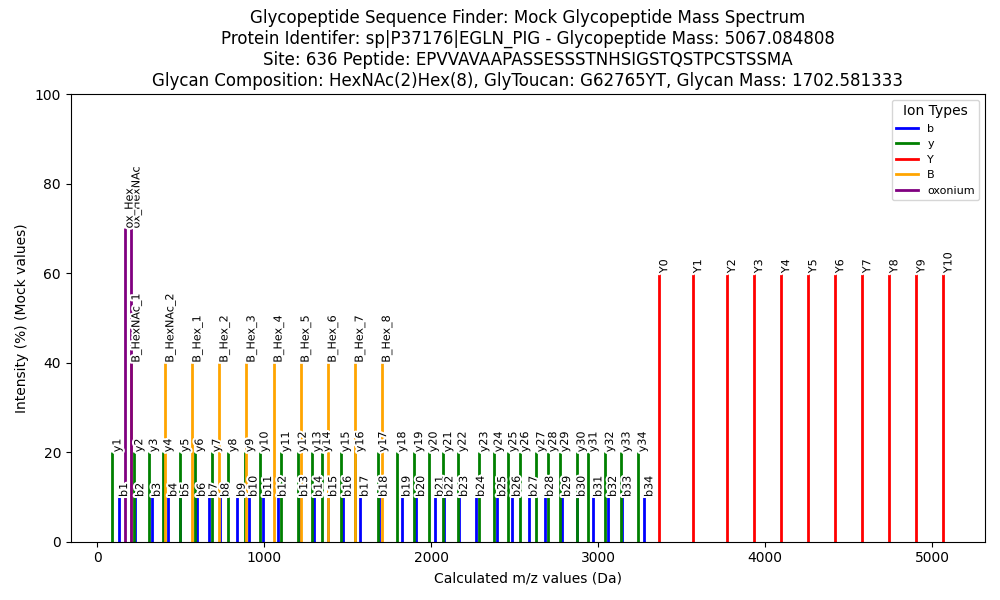 Glycopeptide Sequence Finder: Mock Glycopeptide Mass Spectrum
Protein Identifer: sp|P37176|EGLN_PIG - Glycopeptide Mass: 5067.084808
Site: 636 Peptide: EPVVAVAAPASSESSSTNHSIGSTQSTPCSTSSMA
Glycan Composition: HexNAc(2)Hex(8), GlyToucan: G62765YT, Glycan Mass: 1702.581333
100
80
60
40
20
0
Intensity (%) (Mock values)
Ion Types
b
y
Y
B
oxonium
ox_Hex
ox_HexNAc
Y0
Y1
Y2
Y3
Y4
Y5
Y6
Y7
Y8
Y9
Y10
B_HexNAc_1
B_HexNAc_2
B_Hex_1
B_Hex_2
B_Hex_3
B_Hex_4
B_Hex_5
B_Hex_6
B_Hex_7
B_Hex_8
y1
y2
y3
y4
y5
y6
y7
y8
y9
y10
y11
y12
y13
y14
y15
y16
y17
y18
y19
y20
y21
y22
y23
y24
y25
y26
y27
y28
y29
y30
y31
y32
y33
y34
b1
b2
b3
b4
b5
b6
b7
b8
b9
b10
b11
b12
b13
b14
b15
b16
b17
b18
b19
b20
b21
b22
b23
b24
b25
b26
b27
b28
b29
b30
b31
b32
b33
b34
0
1000
2000
3000
4000
5000
Calculated m/z values (Da)